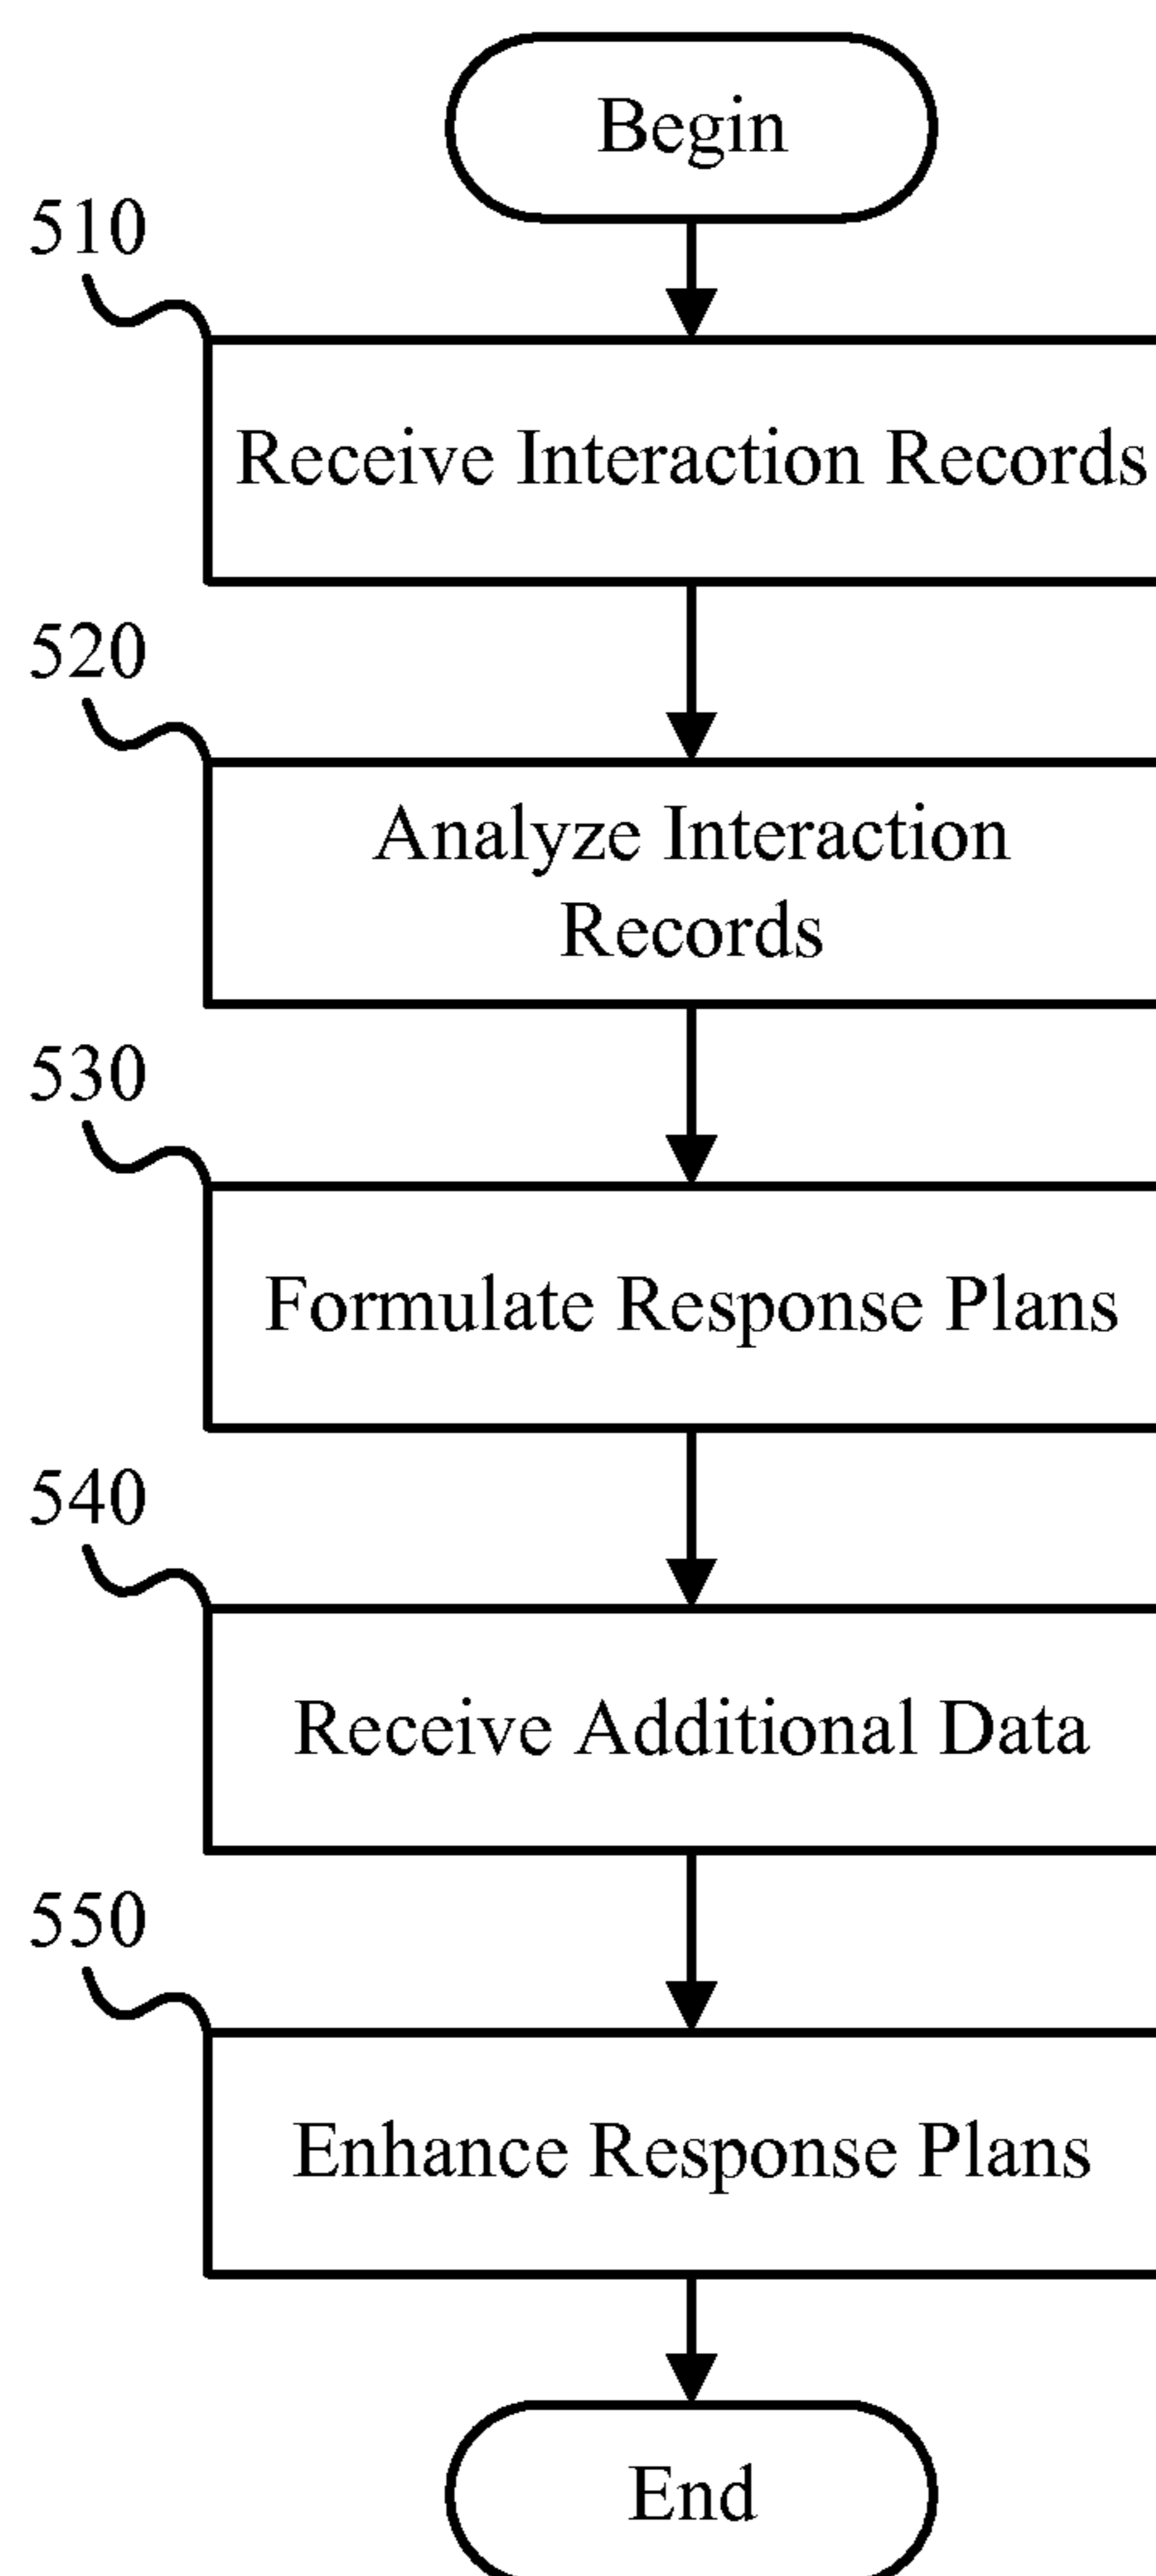 Begin
510
Receive Interaction Records
520
Analyze Interaction
Records
530
Formulate Response Plans
540
Receive Additional Data
550
Enhance Response Plans
End